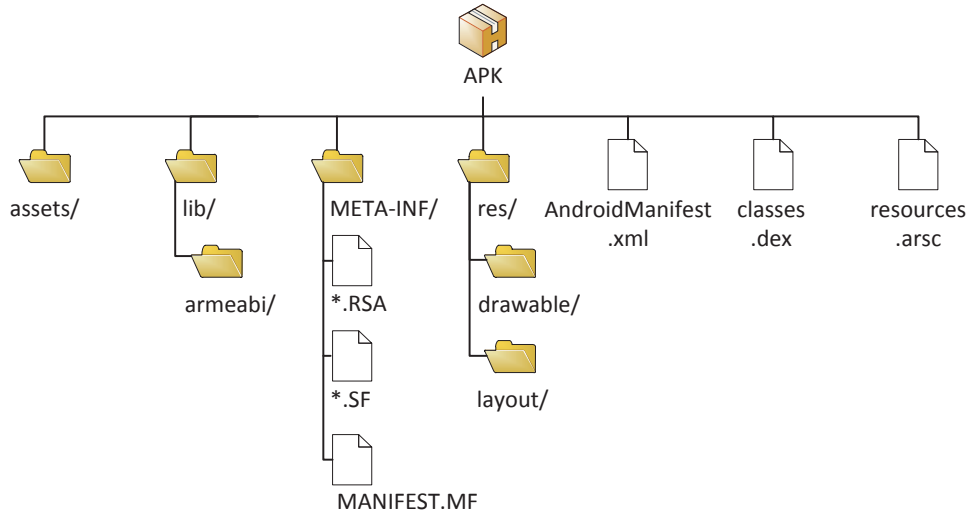 APK
assets/
lib/
META-INF/
res/
AndroidManifest
.xml
classes
.dex
resources
.arsc
armeabi/
*.RSA
drawable/
*.SF
layout/
MANIFEST.MF